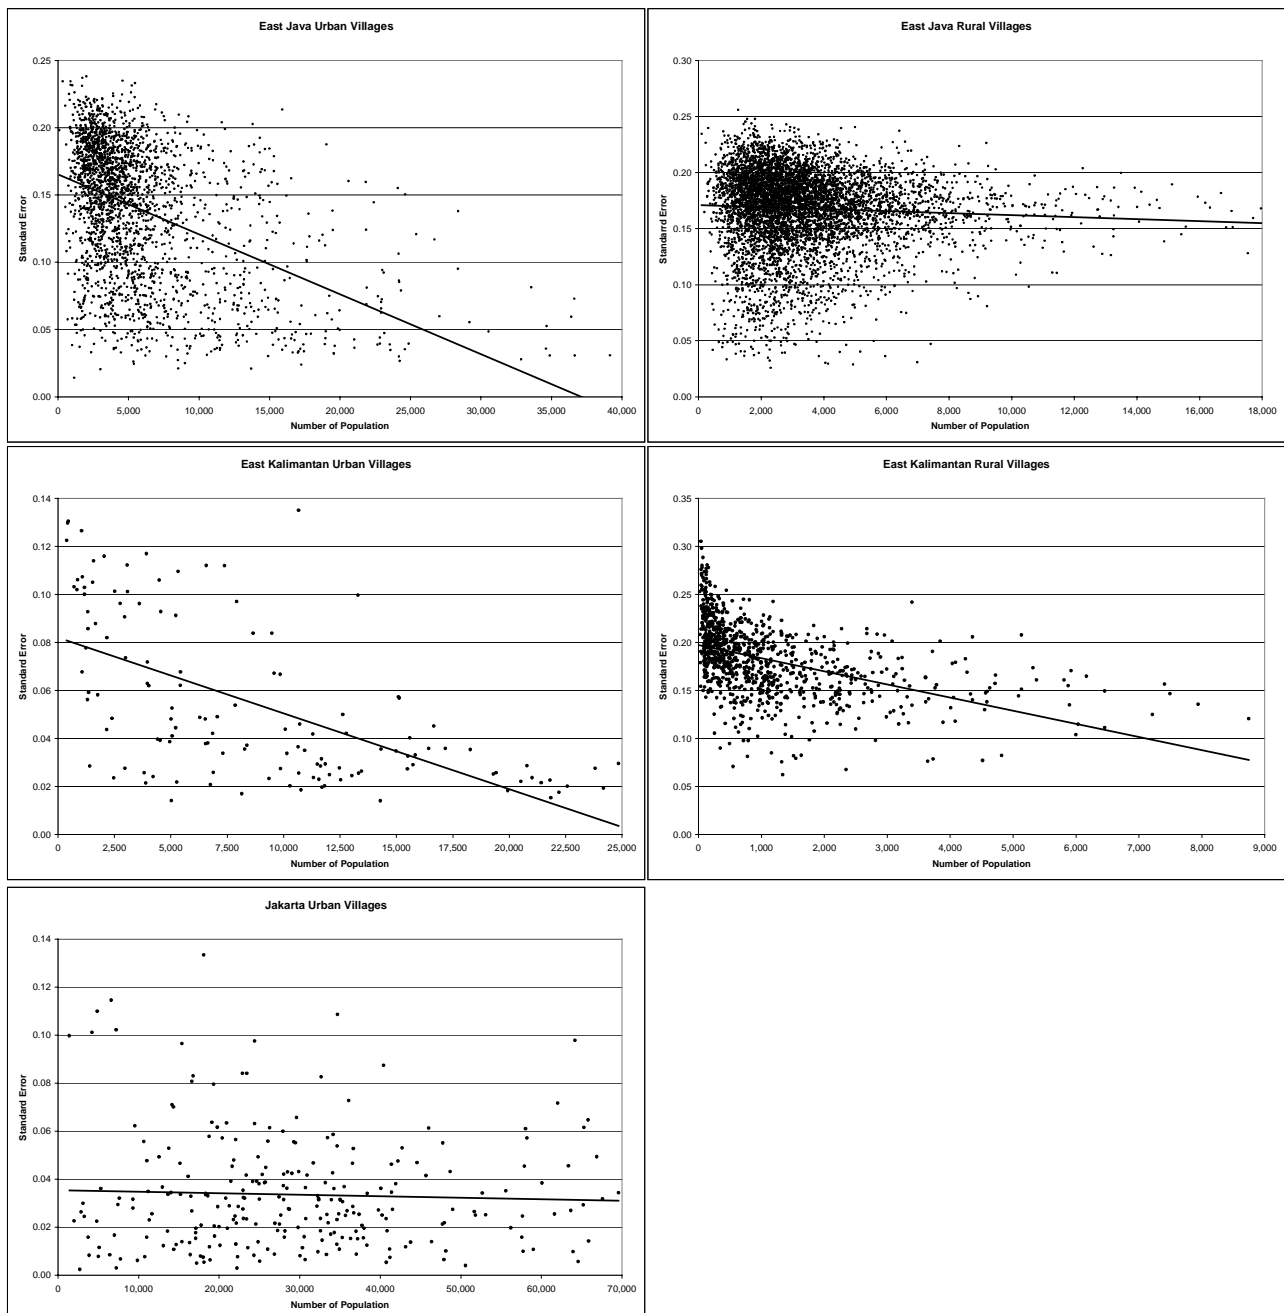 East Java Urban Villages
0.25
0.20
0.15
0.10
0.05
0.00
Standard Error
0 5,000 10,000 15,000 20,000 25,000 30,000 35,000 40,000
Number of Population
East Java Rural Villages
0.30
0.25
0.20
0.15
0.10
0.05
0.00
Standarrd Error
0 2,000 4,000 6,000 8,000 10,000 12,000 14,000 16,000 18,000
Number of Population
East Kalimantan Urban Villages
0.14
0.12
0.10
0.08
0.06
0.04
0.02
0.00
Standard Error
0 2,500 5,000 7,500 10,000 12,500 15,000 17,500 20,000 22,500 25,000
Number of Population
East Kalimantan Rural Villages
0.35
0.30
0.25
0.20
0.15
0.10
0.05
0.00
Standard Error
0 1,000 2,000 3,000 4,000 5,000 6,000 7,000 8,000 9,000
Number of Population
Jakarta Urban Villages
0.14
0.12
0.10
0.08
0.06
0.04
0.02
0.00
Standard Error
0 10,000 20,000 30,000 40,000 50,000 60,000 70,000
Number of Population